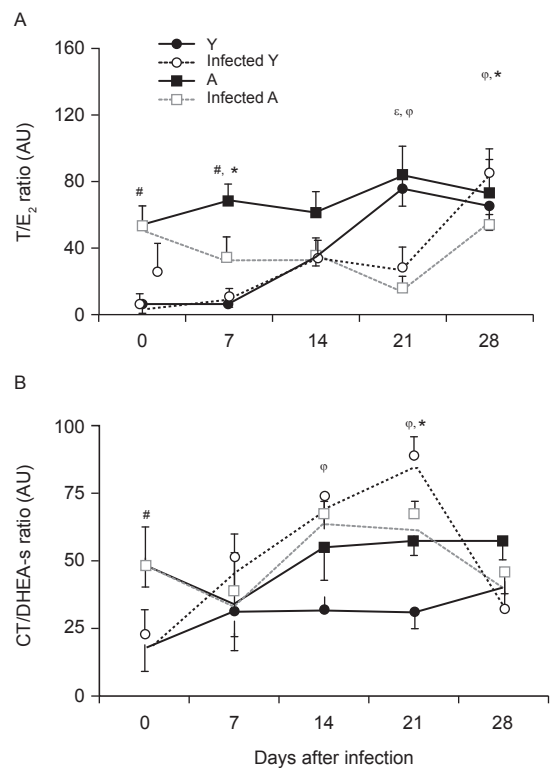 A
160
120
80
40
0
T/E2 ratio (AU)
Y
Infected Y
A
Infected A
#
#, *
ε, φ
φ, *
0 7 14 21 28
B
100
75
50
25
0
CT/DHEA-s ratio (AU)
#
φ
φ, *
0 7 14 21 28
Days after infection